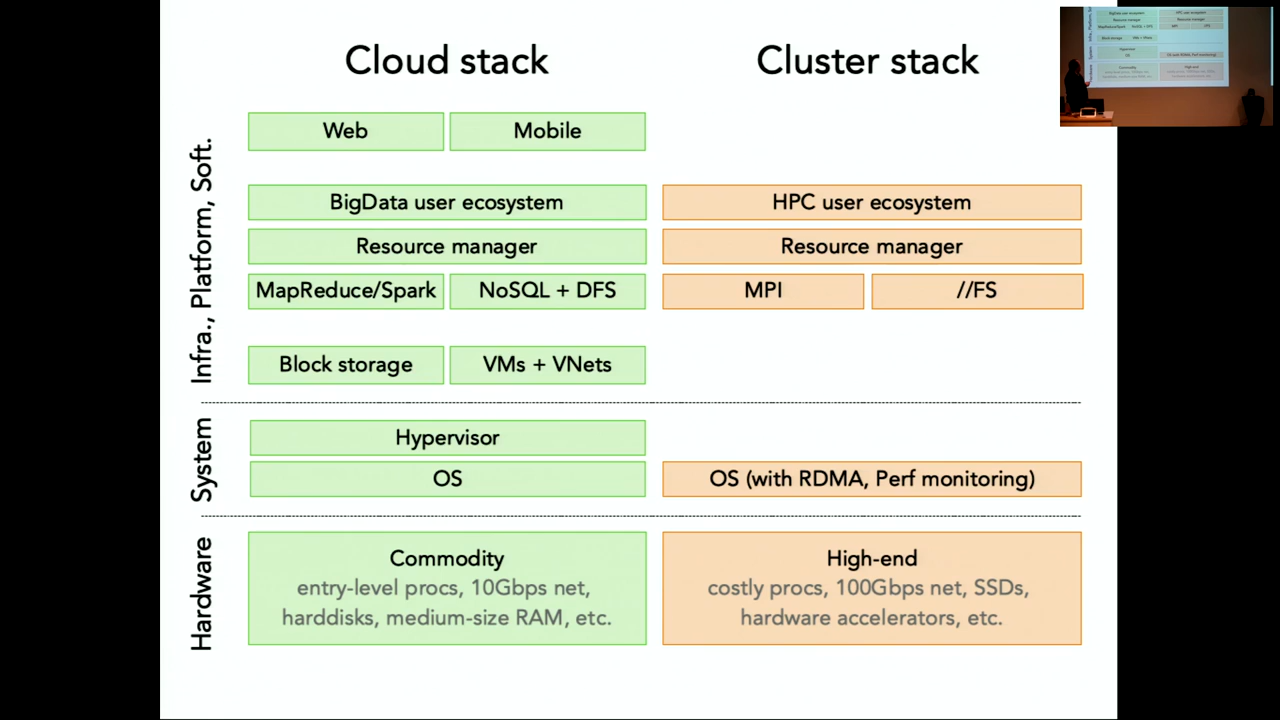 Cloud stack
Cluster stack
Infra., Platform, Soft.
Web
Mobile
BigData user ecosystem
HPC user ecosystem
Resource manager
Resource manager
MapReduce/Spark
NoSQL + DFS
MPI
//FS
Block storage
VMs + VNets
System
Hypervisor
OS
OS (with RDMA, Perf monitoring)
Hardware
Commodity
entry-level procs, 10Gbps net,
harddisks, medium-size RAM, etc.
High-end
costly procs, 100Gbps net, SSDs,
hardware accelerators, etc.